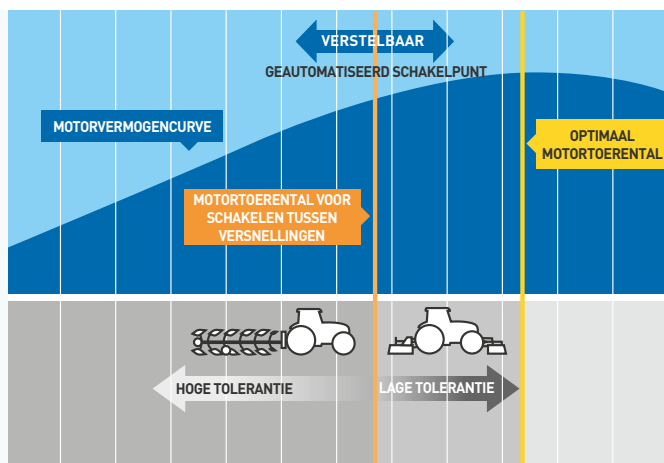 VERSTELBAAR
GEAUTOMATISEERD SCHAKELPUNT
MOTORVERMOGENCURVE
OPTIMAAL
MOTORTOERENTAL
MOTORTOERENTAL VOOR
SCHAKELEN TUSSEN
VERSNELLINGEN
HOGE TOLERANTIE
LAGE TOLERANTIE